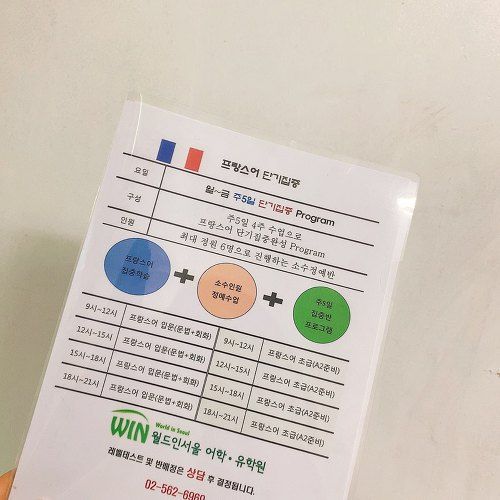 프랑스어 단기집중
요일 월~금 주5일 단기집중 Program
구성 주5일 4주 수업으로
프랑스어 단기집중완성 Program
인원 최대 정원 6명으로 진행하는 소수정예반
프랑스어
집중학습
+
소수인원
정예수업
+
주5일
집중반
프로그램
9시~12시 프랑스어 입문(문법+회화) 9시~12시 프랑스어 초급(A2준비)
12시~15시 프랑스어 입문(문법+회화) 12시~15시 프랑스어 초급(A2준비)
15시~18시 프랑스어 입문(문법+회화) 15시~18시 프랑스어 초급(A2준비)
18시~21시 프랑스어 입문(문법+회화) 18시~21시 프랑스어 초급(A2준비)
WIN World in Seoul
월드인서울 어학·유학원
레벨테스트 및 반배정은 상담 후 결정됩니다.
02-562-6969